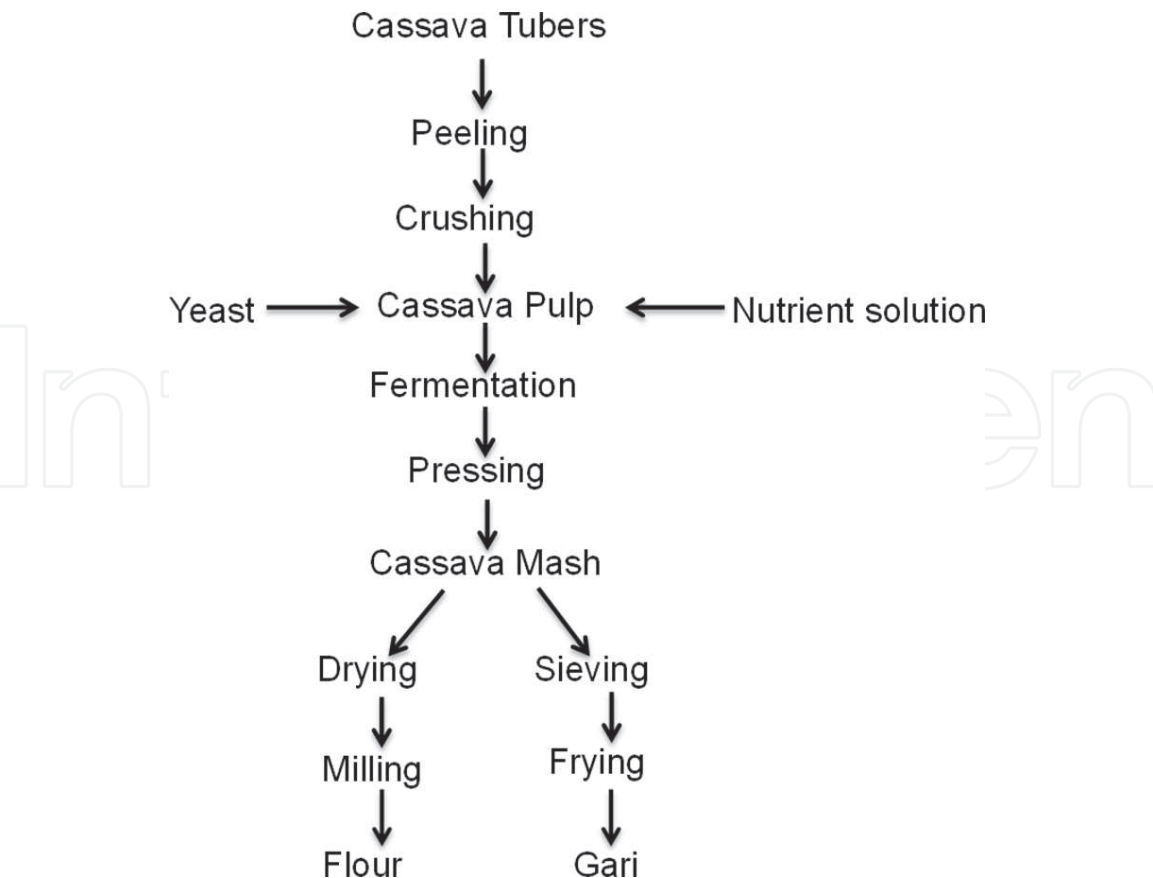 Cassava Tubers
Peeling
Crushing
Yeast Cassava Pulp Nutrient solution
Fermentation
Pressing
Cassava Mash
Drying Sieving
Milling Frying
Flour Gari